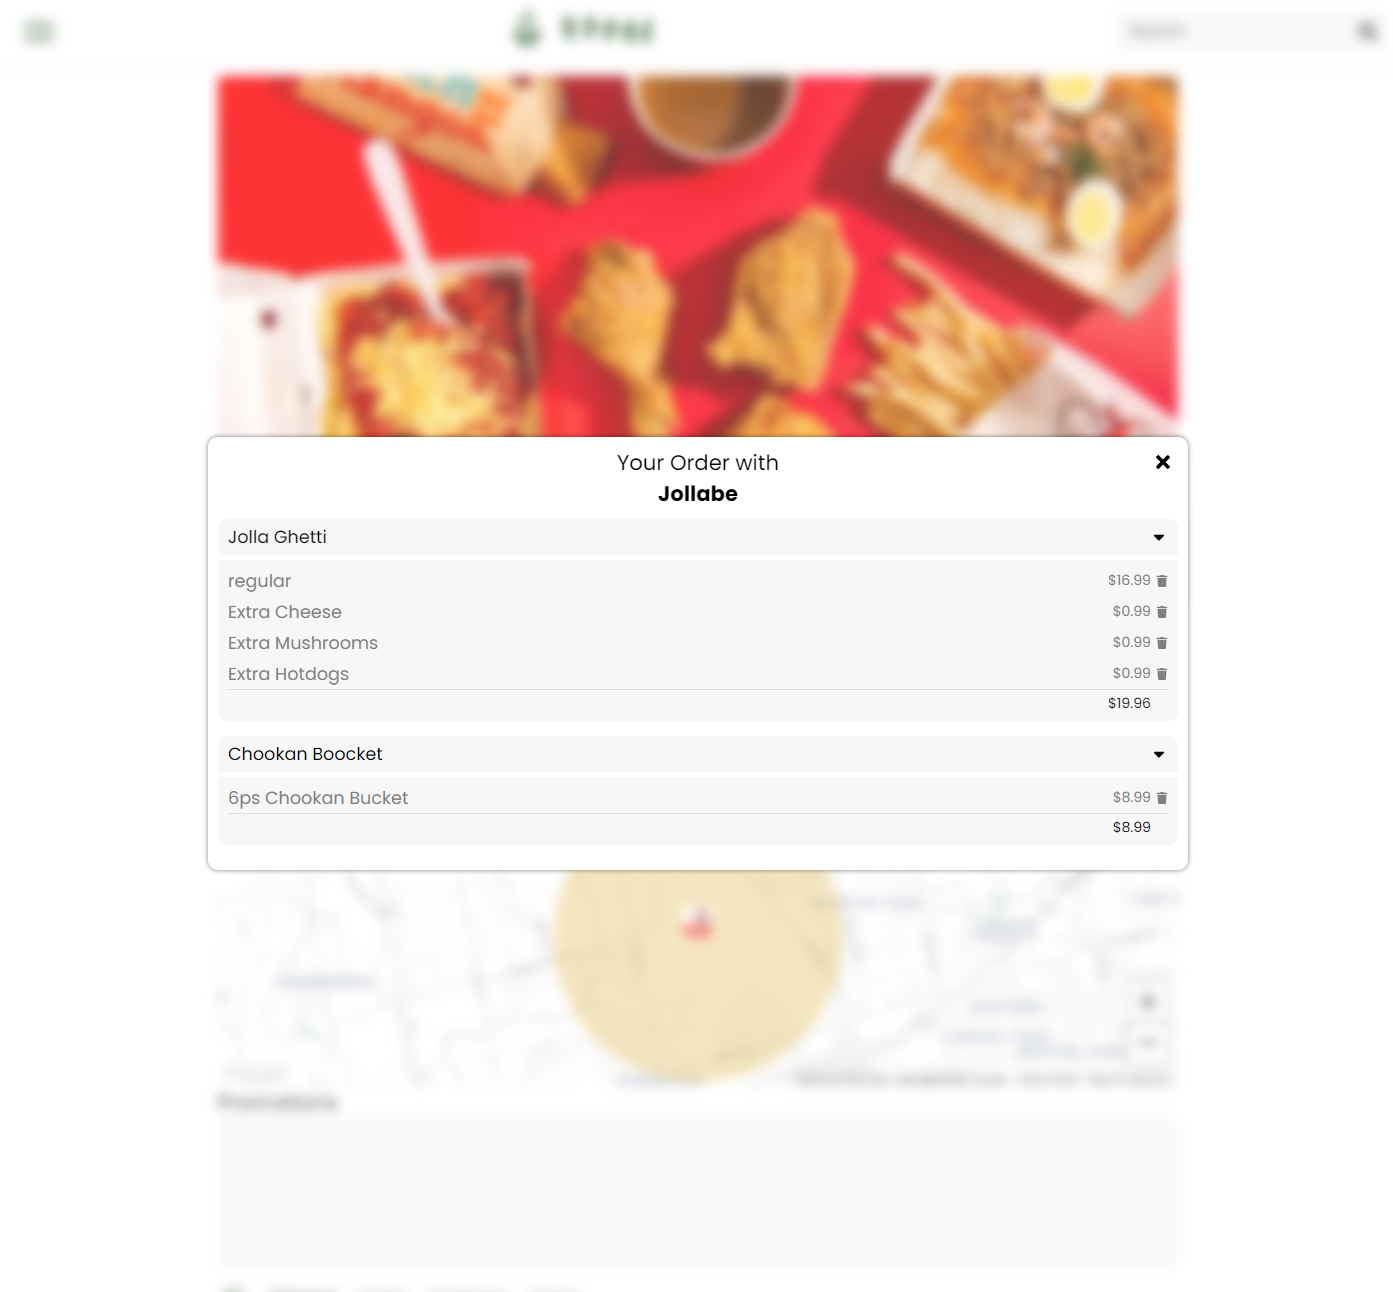 Your Order with
Jollabe
Jolla Ghetti
regular $16.99
Extra Cheese $0.99
Extra Mushrooms $0.99
Extra Hotdogs $0.99
$19.96
Chookan Boocket
6ps Chookan Bucket $8.99
$8.99
Promotions